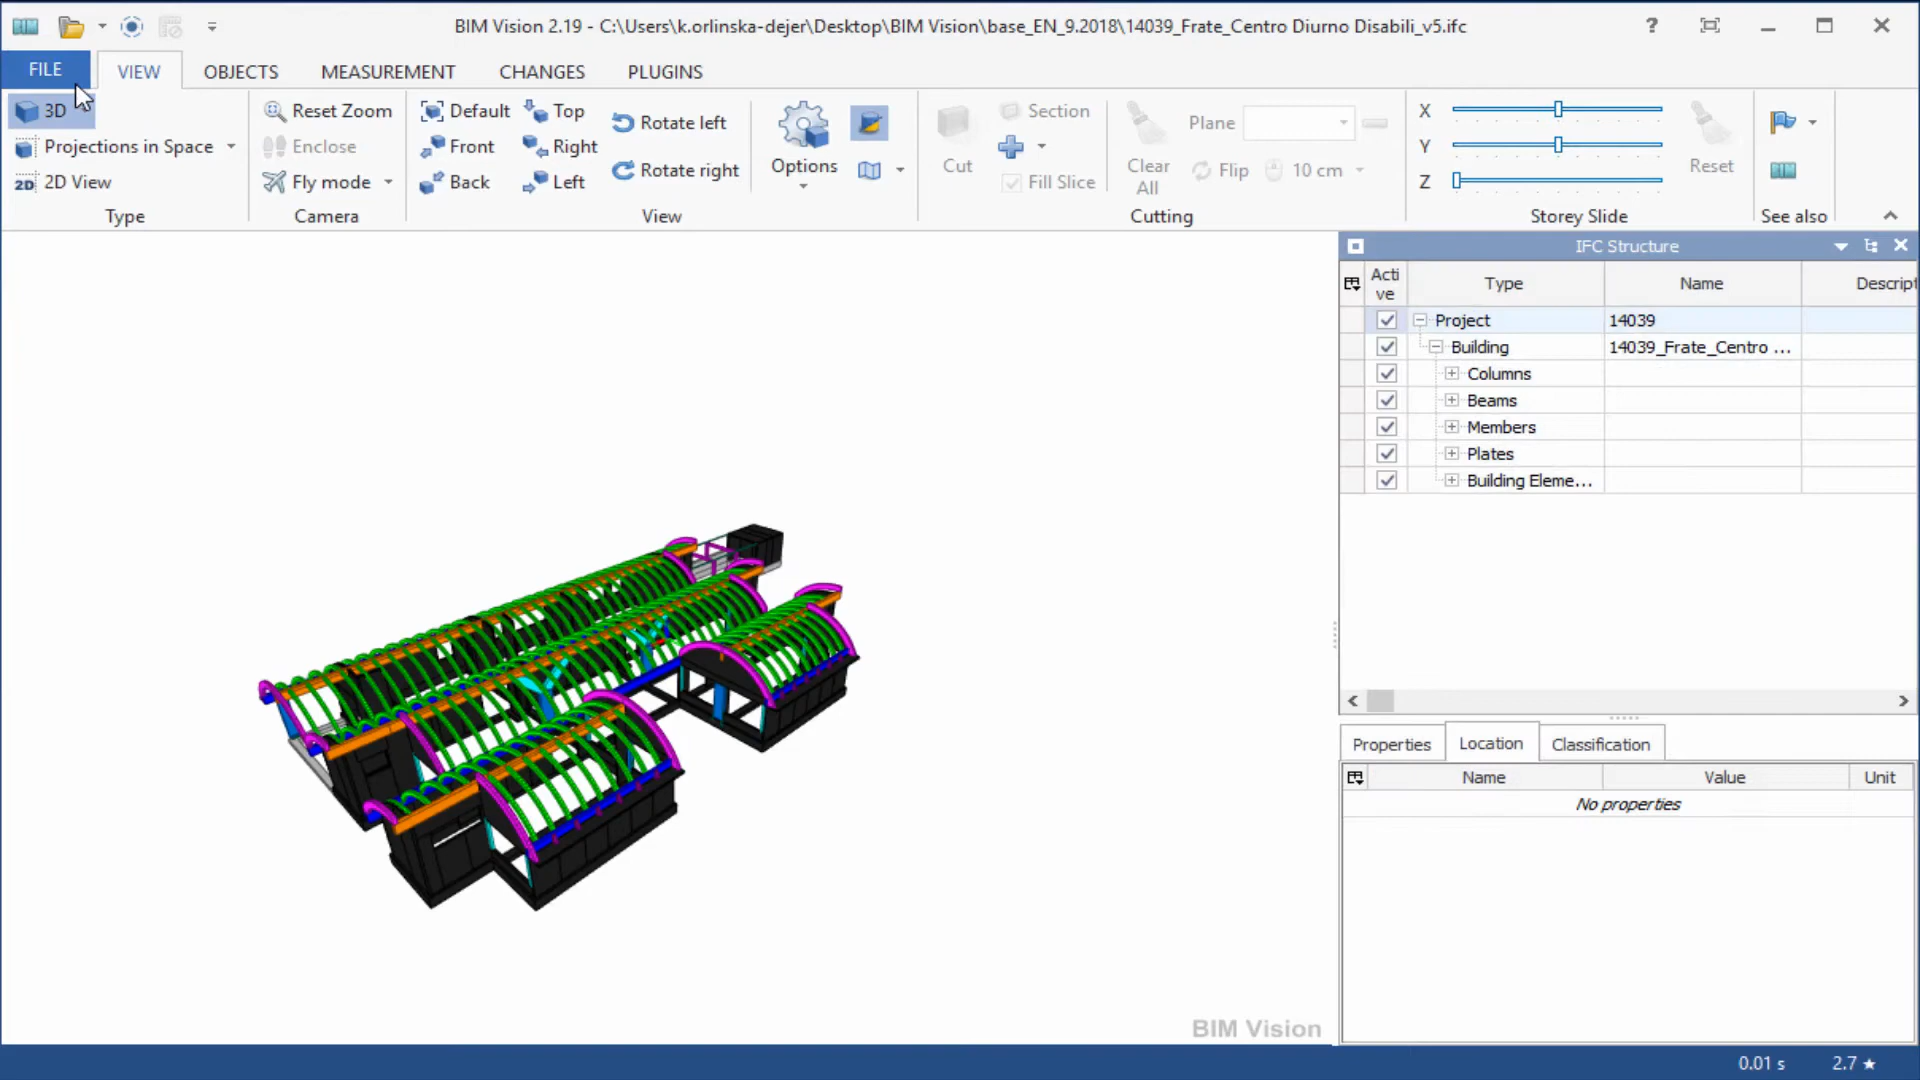 BIM Vision 2.19 - C:\Users\k.orlinska-dejer\Desktop\BIM Vision\base_EN_9.2018\14039_Frate_Centro Diurno Disabili_v5.ifc
?
FILE VIEW OBJECTS MEASUREMENT CHANGES PLUGINS
3D
Projections in Space
2D 2D View
Type
Reset Zoom
Enclose
Fly mode
Camera
Default Top
Front Right
Back Left
Rotate left
Rotate right
Options
View
Cut
Section
Fill Slice
Clear
All
Plane
Flip 10 cm
Cutting
X
Y
Z
Reset
Storey Slide
See also
IFC Structure
Acti
ve
Type Name Descript
Project 14039
Building 14039_Frate_Centro ...
Columns
Beams
Members
Plates
Building Eleme...
Properties Location Classification
Name Value Unit
No properties
BIM Vision
0.01 s 2.7 ★